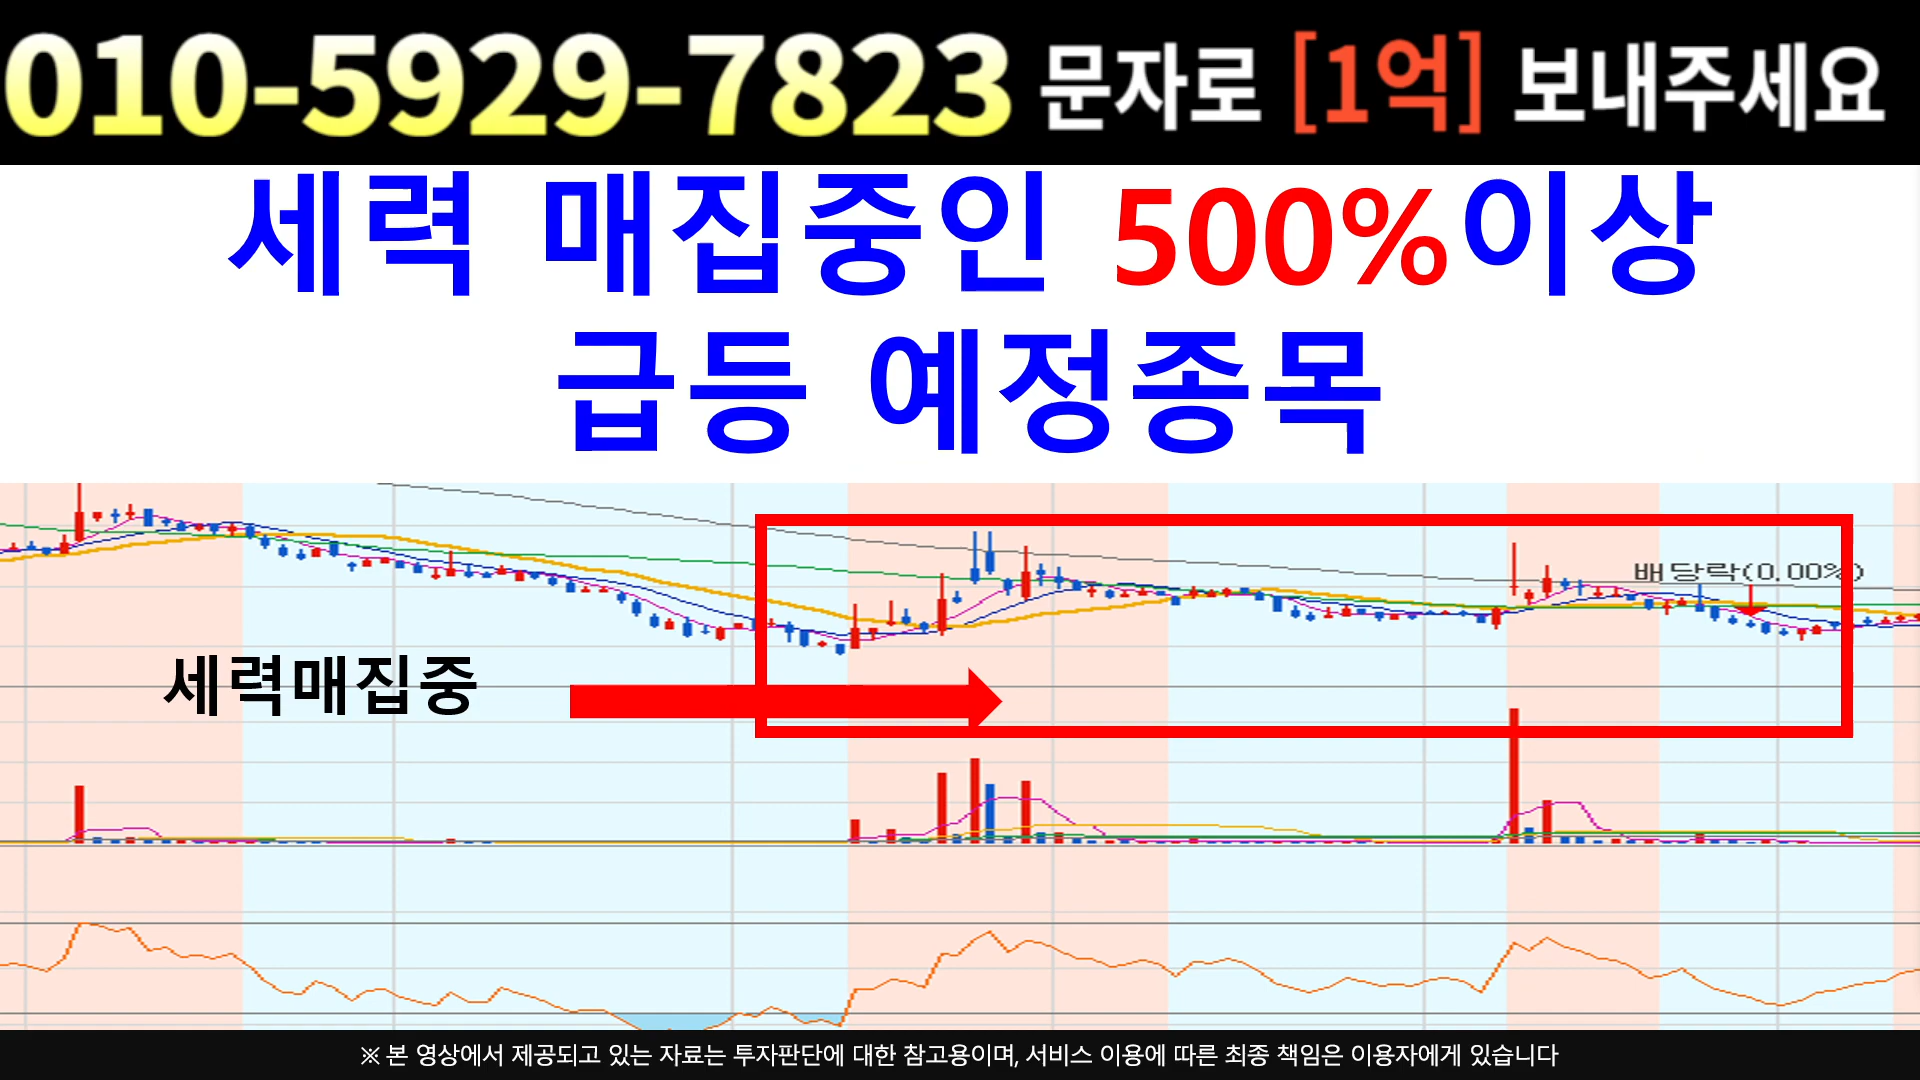 010-5929-7823 문자로 [1억] 보내주세요
세력 매집중인 500%이상
급등 예정종목
배당락(0.00%)
세력매집중
※ 본 영상에서 제공되고 있는 자료는 투자판단에 대한 참고용이며, 서비스 이용에 따른 최종 책임은 이용자에게 있습니다